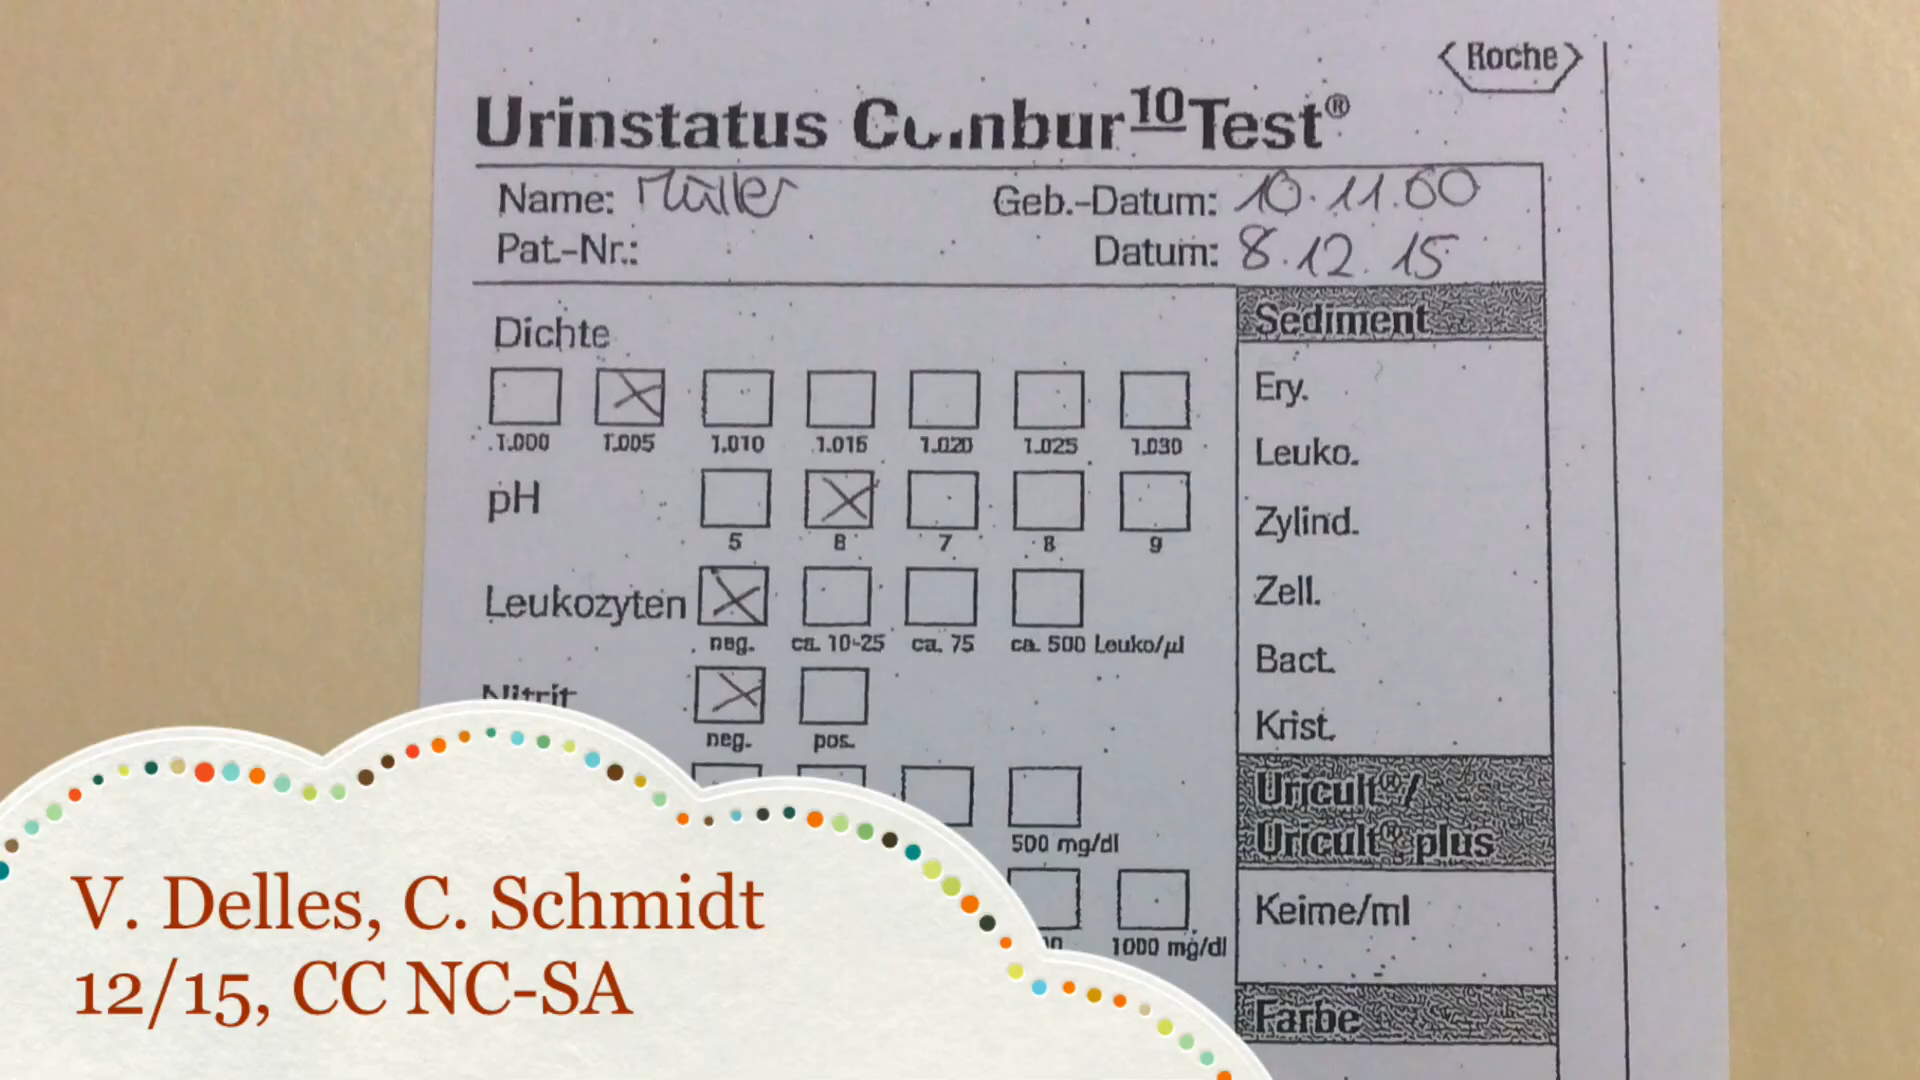 Roche
Urinstatus Combur10Test®
Name: Müller Geb.-Datum: 10.11.60
Pat.-Nr.: Datum: 8.12.15
Dichte
1.000 1.005 1.010 1.015 1.020 1.025 1.030
pH
5 6 7 8 9
Leukozyten
neg. ca. 10-25 ca. 75 ca. 500 Leuko/µl
Nitrit
neg. pos.
500 mg/dl
1000 mg/dl
Sediment
Ery.
Leuko.
Zylind.
Zell.
Bact.
Krist.
Uricult®/
Uricult® plus
Keime/ml
Farbe
V. Delles, C. Schmidt
12/15, CC NC-SA